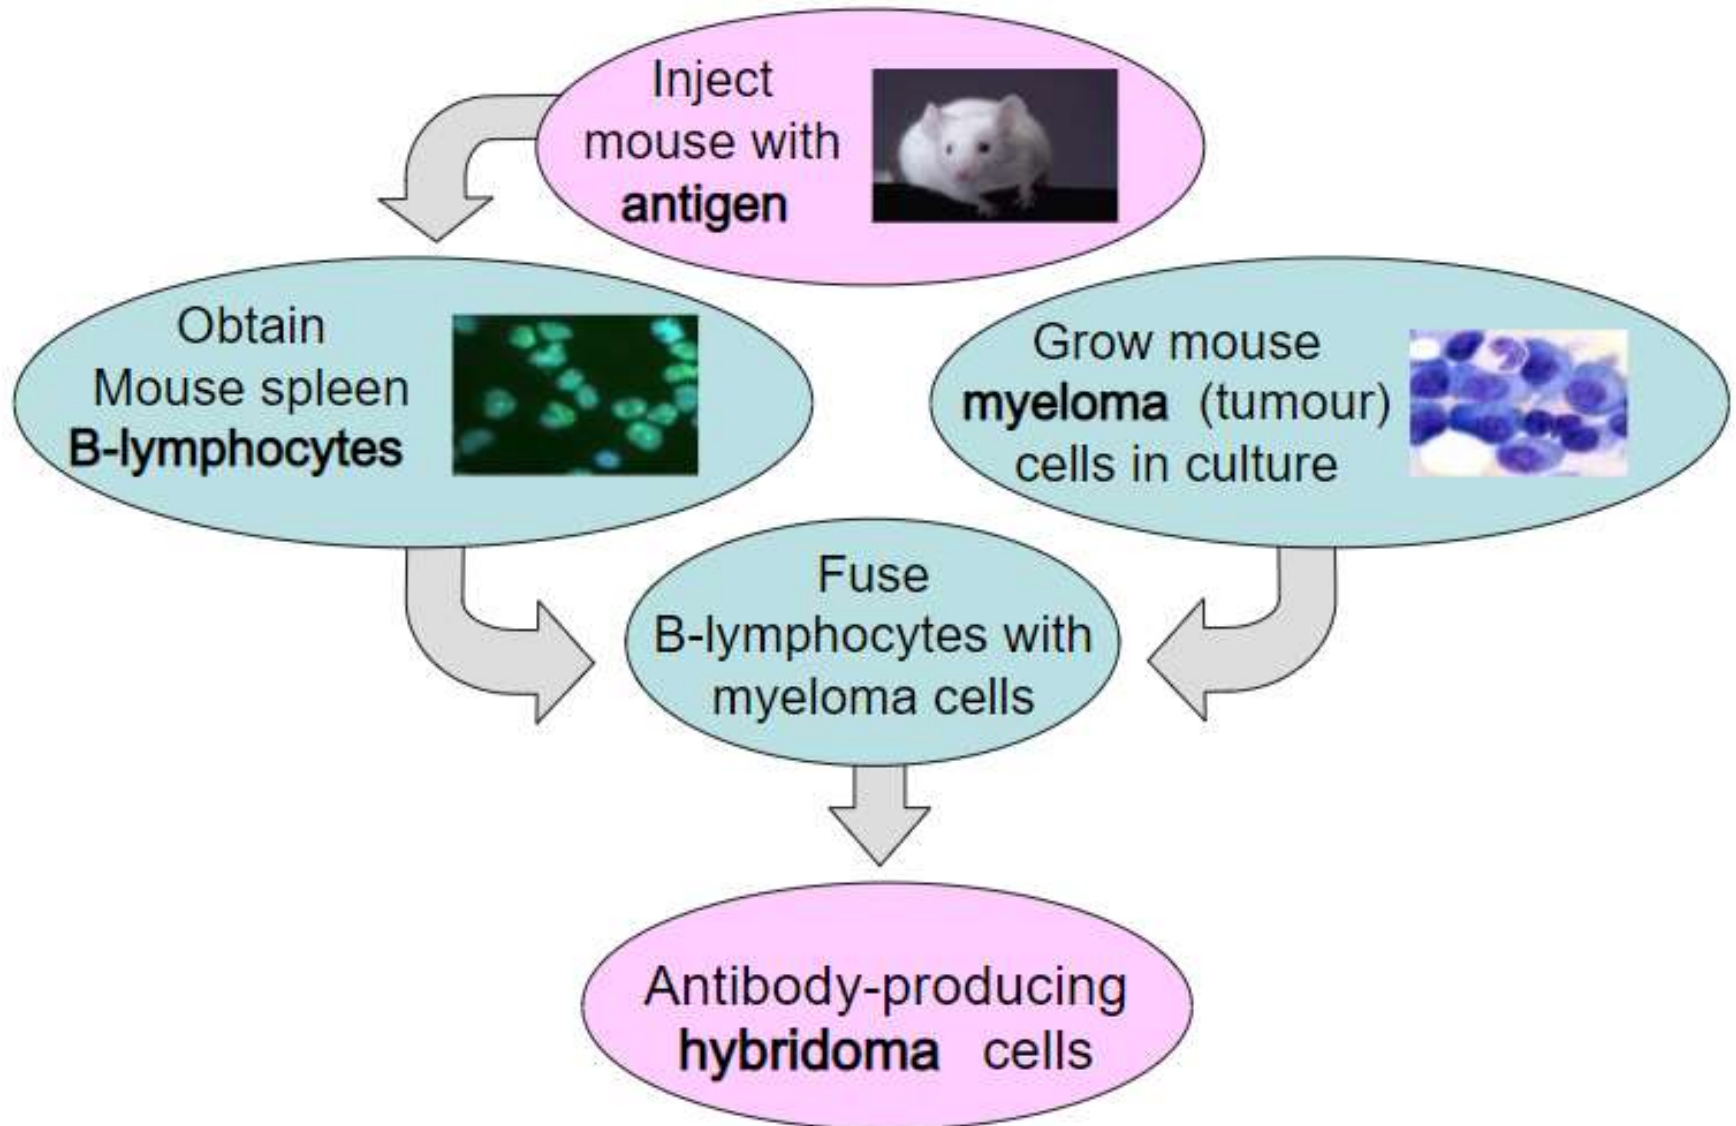 Inject
mouse with
antigen
Obtain
Mouse spleen
B-lymphocytes
Grow mouse
myeloma (tumour)
cells in culture
Fuse
B-lymphocytes with
myeloma cells
Antibody-producing
hybridoma cells